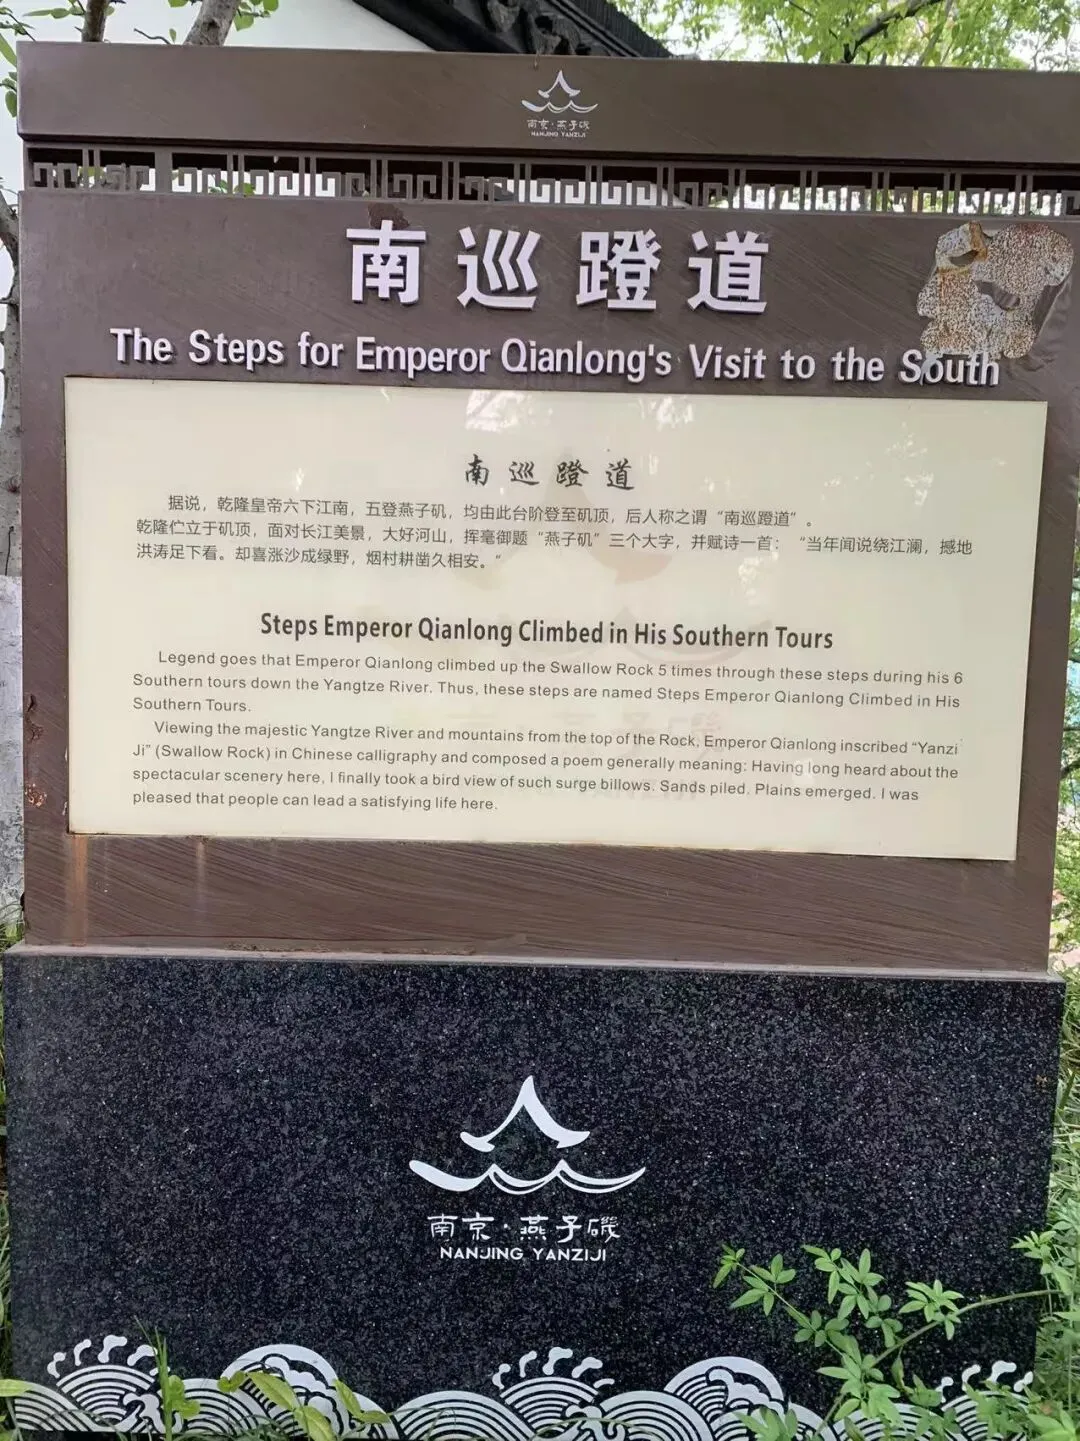 南京·燕子磯
NANJING YANZIJI
南巡蹬道
The Steps for Emperor Qianlong's Visit to the South
南巡蹬道
据说，乾隆皇帝六下江南，五登燕子矶，均由此台阶登至矶顶，后人称之谓“南巡蹬道”。
乾隆伫立于矶顶，面对长江美景，大好河山，挥毫御题“燕子矶”三个大字，并赋诗一首：“当年闻说绕江澜，撼地
洪涛足下看。却喜涨沙成绿野，烟村耕凿久相安。”
Steps Emperor Qianlong Climbed in His Southern Tours
Legend goes that Emperor Qianlong climbed up the Swallow Rock 5 times through these steps during his 6
Southern tours down the Yangtze River. Thus, these steps are named Steps Emperor Qianlong Climbed in His
Southern Tours.
Viewing the majestic Yangtze River and mountains from the top of the Rock, Emperor Qianlong inscribed “Yanzi
Ji” (Swallow Rock) in Chinese calligraphy and composed a poem generally meaning: Having long heard about the
spectacular scenery here, I finally took a bird view of such surge billows. Sands piled. Plains emerged. I was
pleased that people can lead a satisfying life here.
南京·燕子磯
NANJING YANZIJI